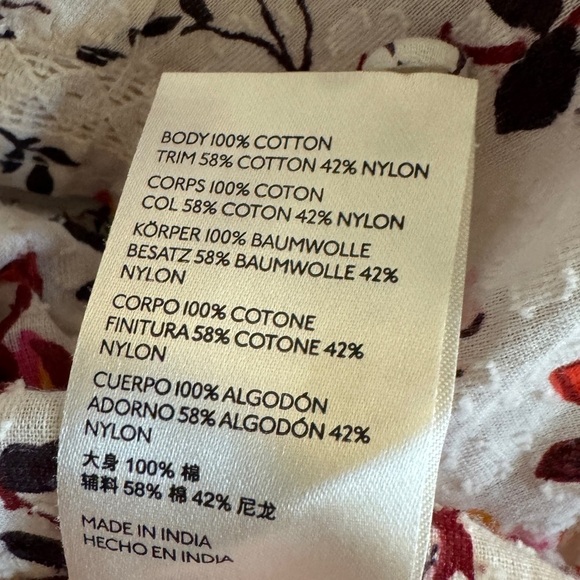 BODY 100% COTTON
TRIM 58% COTTON 42% NYLON
CORPS 100% COTON
COL 58% COTON 42% NYLON
KÖRPER 100% BAUMWOLLE
BESATZ 58% BAUMWOLLE 42%
NYLON
CORPO 100% COTONE
FINITURA 58% COTONE 42%
NYLON
CUERPO 100% ALGODÓN
ADORNO 58% ALGODÓN 42%
NYLON
大身 100% 棉
辅料 58% 棉 42% 尼龙
MADE IN INDIA
HECHO EN INDIA